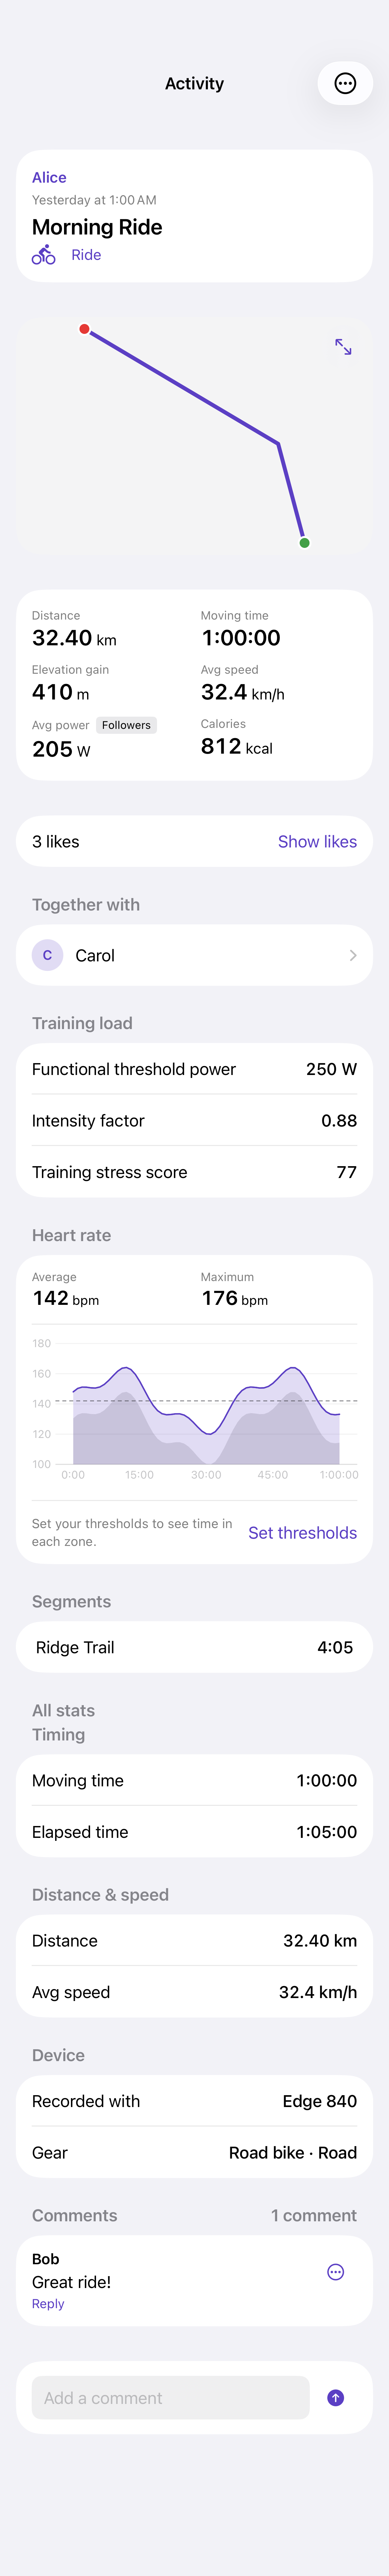 Activity
Alice
Yesterday at 1:00 AM
Morning Ride
Ride
Distance
32.40 km
Moving time
1:00:00
Elevation gain
410 m
Avg speed
32.4 km/h
Avg power Followers
205 W
Calories
812 kcal
3 likes
Show likes
Together with
C
Carol
Training load
Functional threshold power
250 W
Intensity factor
0.88
Training stress score
77
Heart rate
Average
142 bpm
Maximum
176 bpm
180
160
140
120
100
0:00
15:00
30:00
45:00
1:00:00
Set your thresholds to see time in
each zone.
Set thresholds
Segments
Ridge Trail
4:05
All stats
Timing
Moving time
1:00:00
Elapsed time
1:05:00
Distance & speed
Distance
32.40 km
Avg speed
32.4 km/h
Device
Recorded with
Edge 840
Gear
Road bike · Road
Comments
1 comment
Bob
Great ride!
Reply
Add a comment